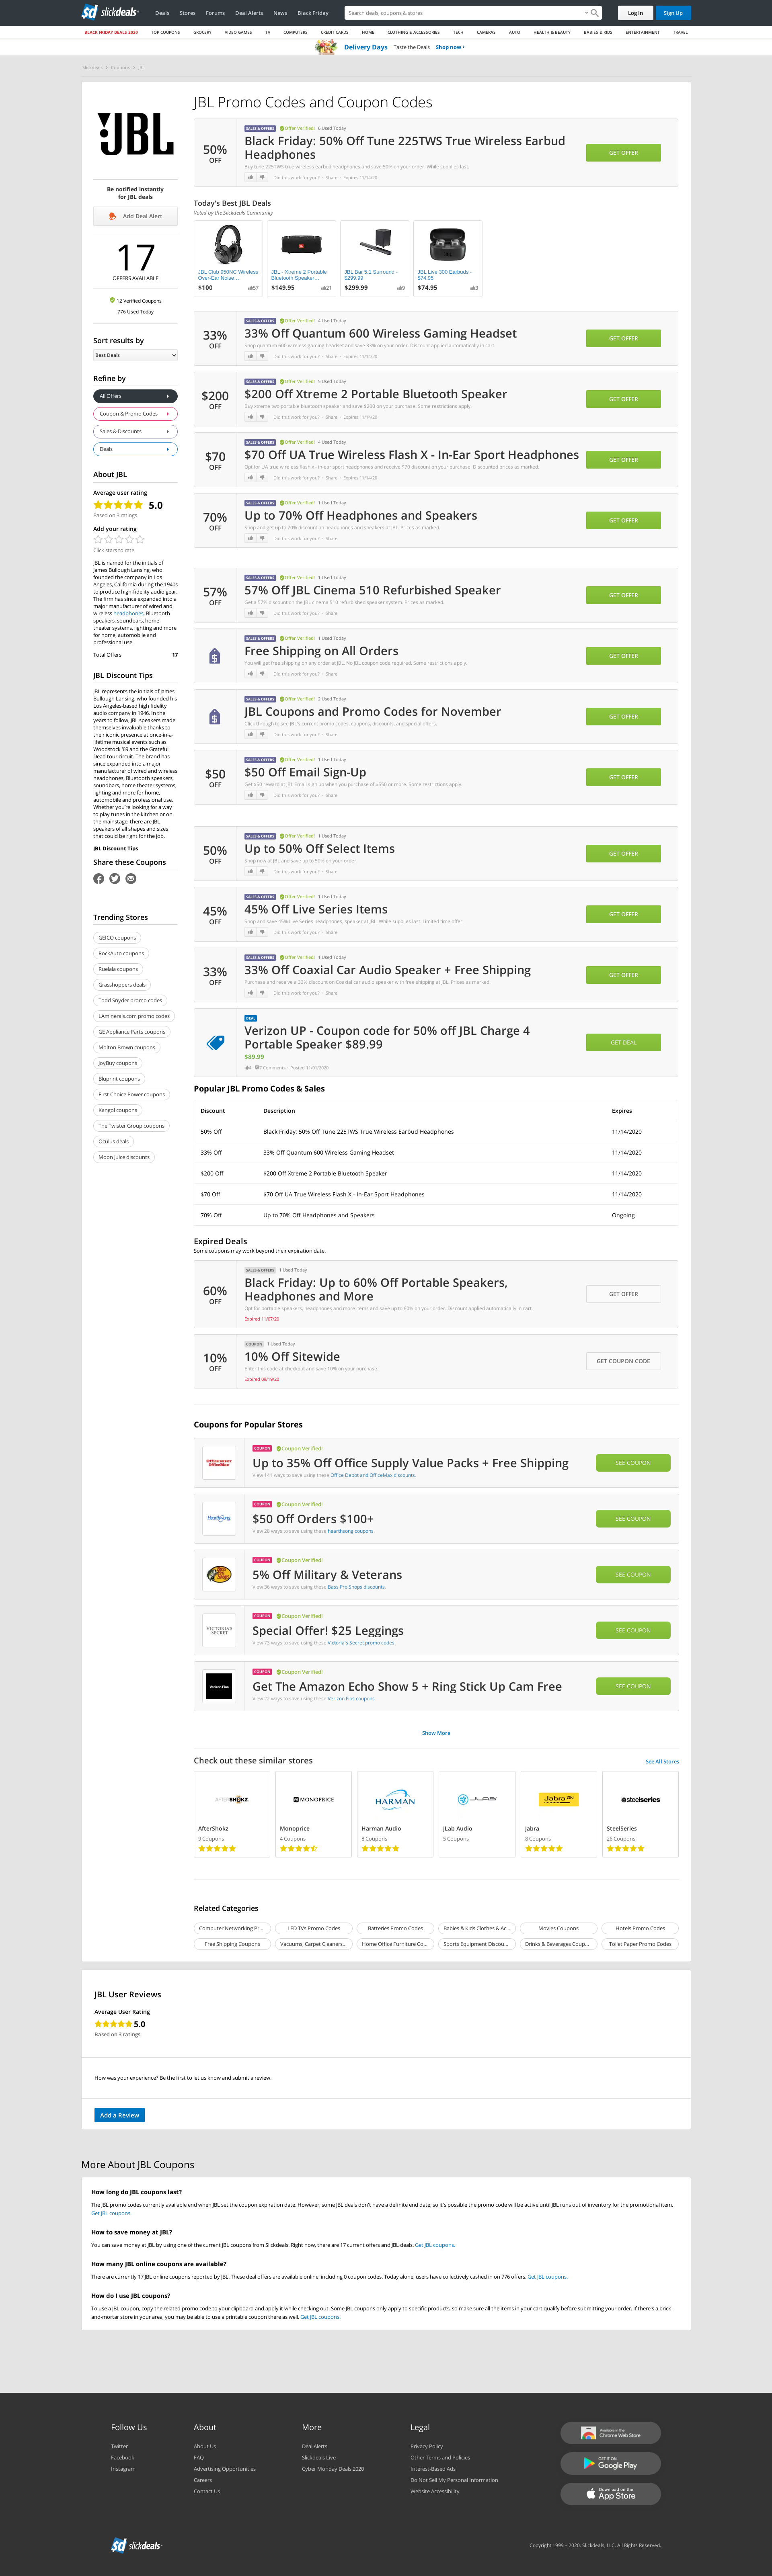 slickdeals
Deals
Stores
Forums
Deal Alerts
News
Black Friday
Search deals, coupons & stores
Log In
Sign Up
BLACK FRIDAY DEALS 2020
TOP COUPONS
GROCERY
VIDEO GAMES
TV
COMPUTERS
CREDIT CARDS
HOME
CLOTHING & ACCESSORIES
TECH
CAMERAS
AUTO
HEALTH & BEAUTY
BABIES & KIDS
ENTERTAINMENT
TRAVEL
Delivery Days Taste the Deals Shop now
Slickdeals > Coupons > JBL
JBL
Be notified instantly
for JBL deals
Add Deal Alert
17
OFFERS AVAILABLE
12 Verified Coupons
776 Used Today
Sort results by
Best Deals
Refine by
All Offers
Coupon & Promo Codes
Sales & Discounts
Deals
About JBL
Average user rating
5.0
Based on 3 ratings
Add your rating
Click stars to rate
JBL is named for the initials of
James Bullough Lansing, who
founded the company in Los
Angeles, California during the 1940s
to produce high-fidelity audio gear.
The firm has since expanded into a
major manufacturer of wired and
wireless headphones, Bluetooth
speakers, soundbars, home
theater systems, lighting and more
for home, automobile and
professional use.
Total Offers 17
JBL Discount Tips
JBL represents the initials of James
Bullough Lansing, who founded his
Los Angeles-based high fidelity
audio company in 1946. In the
years to follow, JBL speakers made
themselves invaluable thanks to
their iconic presence at once-in-a-
lifetime musical events such as
Woodstock '69 and the Grateful
Dead tour circuit. The brand has
since expanded into a major
manufacturer of wired and wireless
headphones, Bluetooth speakers,
soundbars, home theater systems,
lighting and more for home,
automobile and professional use.
Whether you're looking for a way
to play tunes in the kitchen or on
the mainstage, there are JBL
speakers of all shapes and sizes
that could be right for the job.
JBL Discount Tips
Share these Coupons
Trending Stores
GEICO coupons
RockAuto coupons
Ruelala coupons
Grasshoppers deals
Todd Snyder promo codes
LAminerals.com promo codes
GE Appliance Parts coupons
Molton Brown coupons
JoyBuy coupons
Bluprint coupons
First Choice Power coupons
Kangol coupons
The Twister Group coupons
Oculus deals
Moon Juice discounts
JBL Promo Codes and Coupon Codes
50%
OFF
SALES & OFFERS Offer Verified! 6 Used Today
Black Friday: 50% Off Tune 225TWS True Wireless Earbud
Headphones
Buy tune 225TWS true wireless earbud headphones and save 50% on your order. While supplies last.
Did this work for you? · Share · Expires 11/14/20
GET OFFER
Today's Best JBL Deals
Voted by the Slickdeals Community
JBL Club 950NC Wireless
Over-Ear Noise...
$100 57
JBL - Xtreme 2 Portable
Bluetooth Speaker...
$149.95 21
JBL Bar 5.1 Surround -
$299.99
$299.99 9
JBL Live 300 Earbuds -
$74.95
$74.95 3
33%
OFF
SALES & OFFERS Offer Verified! 4 Used Today
33% Off Quantum 600 Wireless Gaming Headset
Shop quantum 600 wireless gaming headset and save 33% on your order. Discount applied automatically in cart.
Did this work for you? · Share · Expires 11/14/20
GET OFFER
$200
OFF
SALES & OFFERS Offer Verified! 5 Used Today
$200 Off Xtreme 2 Portable Bluetooth Speaker
Buy xtreme two portable bluetooth speaker and save $200 on your purchase. Some restrictions apply.
Did this work for you? · Share · Expires 11/14/20
GET OFFER
$70
OFF
SALES & OFFERS Offer Verified! 4 Used Today
$70 Off UA True Wireless Flash X - In-Ear Sport Headphones
Opt for UA true wireless flash x - in-ear sport headphones and receive $70 discount on your purchase. Discounted prices as marked.
Did this work for you? · Share · Expires 11/14/20
GET OFFER
70%
OFF
SALES & OFFERS Offer Verified! 1 Used Today
Up to 70% Off Headphones and Speakers
Shop and get up to 70% discount on headphones and speakers at JBL. Prices as marked.
Did this work for you? · Share
GET OFFER
57%
OFF
SALES & OFFERS Offer Verified! 1 Used Today
57% Off JBL Cinema 510 Refurbished Speaker
Get a 57% discount on the JBL cinema 510 refurbished speaker system. Prices as marked.
Did this work for you? · Share
GET OFFER
SALES & OFFERS Offer Verified! 1 Used Today
Free Shipping on All Orders
You will get free shipping on any order at JBL. No JBL coupon code required. Some restrictions apply.
Did this work for you? · Share
GET OFFER
SALES & OFFERS Offer Verified! 2 Used Today
JBL Coupons and Promo Codes for November
Click through to see JBL's current promo codes, coupons, discounts, and special offers.
Did this work for you? · Share
GET OFFER
$50
OFF
SALES & OFFERS Offer Verified! 1 Used Today
$50 Off Email Sign-Up
Get $50 reward at JBL Email sign-up when you purchase of $550 or more. Some restrictions apply.
Did this work for you? · Share
GET OFFER
50%
OFF
SALES & OFFERS Offer Verified! 1 Used Today
Up to 50% Off Select Items
Shop now at JBL and save up to 50% on your order.
Did this work for you? · Share
GET OFFER
45%
OFF
SALES & OFFERS Offer Verified! 1 Used Today
45% Off Live Series Items
Shop and save 45% Live Series headphones, speaker at JBL. While supplies last. Limited time offer.
Did this work for you? · Share
GET OFFER
33%
OFF
SALES & OFFERS Offer Verified! 1 Used Today
33% Off Coaxial Car Audio Speaker + Free Shipping
Purchase and receive a 33% discount on Coaxial car audio speaker with free shipping at JBL. Prices as marked.
Did this work for you? · Share
GET OFFER
DEAL
Verizon UP - Coupon code for 50% off JBL Charge 4
Portable Speaker $89.99
$89.99
7 Comments · Posted 11/01/2020
GET DEAL
Popular JBL Promo Codes & Sales
Discount Description Expires
50% Off Black Friday: 50% Off Tune 225TWS True Wireless Earbud Headphones 11/14/2020
33% Off 33% Off Quantum 600 Wireless Gaming Headset 11/14/2020
$200 Off $200 Off Xtreme 2 Portable Bluetooth Speaker 11/14/2020
$70 Off $70 Off UA True Wireless Flash X - In-Ear Sport Headphones 11/14/2020
70% Off Up to 70% Off Headphones and Speakers Ongoing
Expired Deals
Some coupons may work beyond their expiration date.
60%
OFF
SALES & OFFERS 1 Used Today
Black Friday: Up to 60% Off Portable Speakers,
Headphones and More
Opt for portable speakers, headphones and more items and save up to 60% on your order. Discount applied automatically in cart.
Expired 11/07/20
GET OFFER
10%
OFF
COUPON 1 Used Today
10% Off Sitewide
Enter this code at checkout and save 10% on your purchase.
Expired 09/19/20
GET COUPON CODE
Coupons for Popular Stores
Office DEPOT
OfficeMax
COUPON Coupon Verified!
Up to 35% Off Office Supply Value Packs + Free Shipping
View 141 ways to save using these Office Depot and OfficeMax discounts.
SEE COUPON
HearthSong
COUPON Coupon Verified!
$50 Off Orders $100+
View 28 ways to save using these hearthsong coupons.
SEE COUPON
Bass Pro Shops
COUPON Coupon Verified!
5% Off Military & Veterans
View 36 ways to save using these Bass Pro Shops discounts.
SEE COUPON
VICTORIA'S
SECRET
COUPON Coupon Verified!
Special Offer! $25 Leggings
View 73 ways to save using these Victoria's Secret promo codes.
SEE COUPON
Verizon Fios
COUPON Coupon Verified!
Get The Amazon Echo Show 5 + Ring Stick Up Cam Free
View 22 ways to save using these Verizon Fios coupons.
SEE COUPON
Show More
Check out these similar stores
See All Stores
AFTERSHOKZ
AfterShokz
9 Coupons
MONOPRICE
Monoprice
4 Coupons
HARMAN
Harman Audio
8 Coupons
JLAB
JLab Audio
5 Coupons
Jabra GN
Jabra
8 Coupons
steelseries
SteelSeries
26 Coupons
Related Categories
Computer Networking Pr...
LED TVs Promo Codes
Batteries Promo Codes
Babies & Kids Clothes & Ac...
Movies Coupons
Hotels Promo Codes
Free Shipping Coupons
Vacuums, Carpet Cleaners...
Home Office Furniture Co...
Sports Equipment Discou...
Drinks & Beverages Coup...
Toilet Paper Promo Codes
JBL User Reviews
Average User Rating
5.0
Based on 3 ratings
How was your experience? Be the first to let us know and submit a review.
Add a Review
More About JBL Coupons
How long do JBL coupons last?
The JBL promo codes currently available end when JBL set the coupon expiration date. However, some JBL deals don't have a definite end date, so it's possible the promo code will be active until JBL runs out of inventory for the promotional item.
Get JBL coupons.
How to save money at JBL?
You can save money at JBL by using one of the current JBL coupons from Slickdeals. Right now, there are 17 current offers and JBL deals. Get JBL coupons.
How many JBL online coupons are available?
There are currently 17 JBL online coupons reported by JBL. These deal offers are available online, including 0 coupon codes. Today alone, users have collectively cashed in on 776 offers. Get JBL coupons.
How do I use JBL coupons?
To use a JBL coupon, copy the related promo code to your clipboard and apply it while checking out. Some JBL coupons only apply to specific products, so make sure all the items in your cart qualify before submitting your order. If there's a brick-
and-mortar store in your area, you may be able to use a printable coupon there as well. Get JBL coupons.
Follow Us
Twitter
Facebook
Instagram
About
About Us
FAQ
Advertising Opportunities
Careers
Contact Us
More
Deal Alerts
Slickdeals Live
Cyber Monday Deals 2020
Legal
Privacy Policy
Other Terms and Policies
Interest-Based Ads
Do Not Sell My Personal Information
Website Accessibility
Available in the
Chrome Web Store
GET IT ON
Google Play
Download on the
App Store
slickdeals
Copyright 1999 - 2020. Slickdeals, LLC. All Rights Reserved.